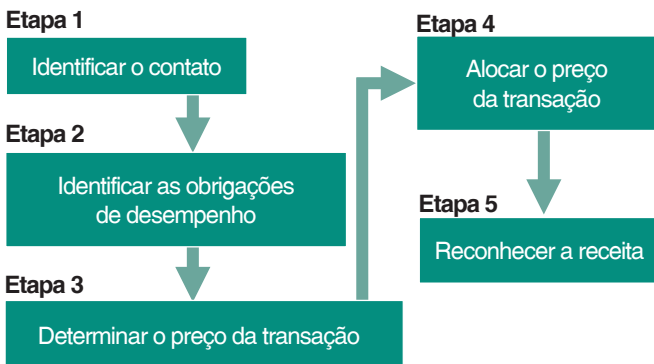 Etapa 1
Identificar o contato
Etapa 2
Identificar as obrigações
de desempenho
Etapa 3
Determinar o preço da transação
Etapa 4
Alocar o preço
da transação
Etapa 5
Reconhecer a receita